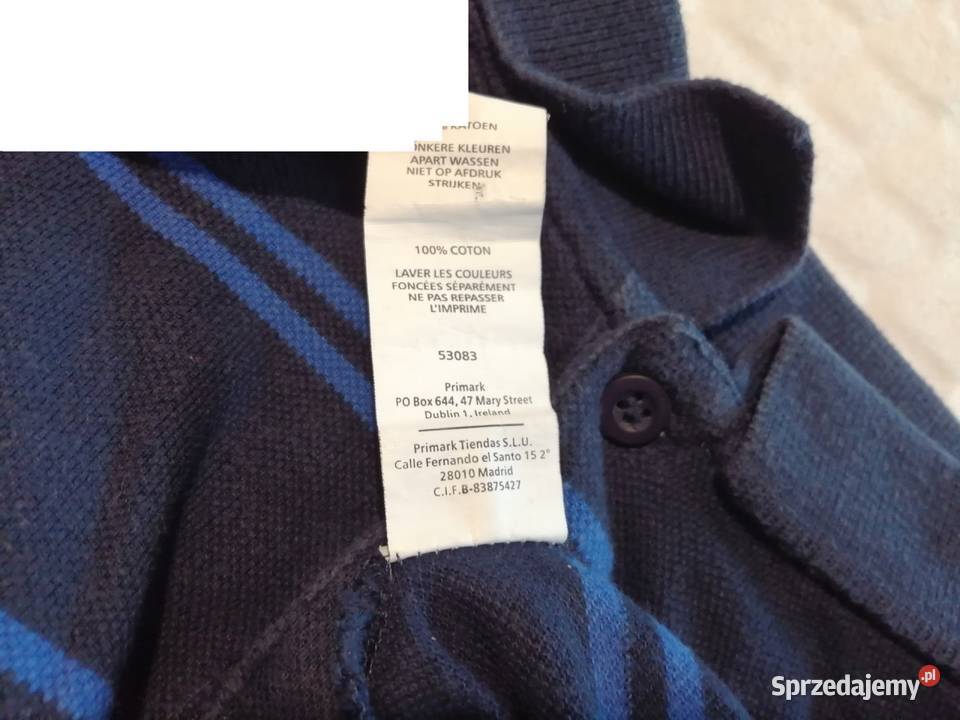 KATOEN
ONKERE KLEUREN
APART WASSEN
NIET OP AFDRUK
STRIJKEN
100% COTON
LAVER LES COULEURS
FONCÉES SÉPARÉMENT
NE PAS REPASSER
L'IMPRIME
53083
Primark
PO Box 644, 47 Mary Street
Dublin 1, Ireland
Primark Tiendas S.L.U.
Calle Fernando el Santo 15 2°
28010 Madrid
C.I.F.B-83875427
Sprzedajemy.pl